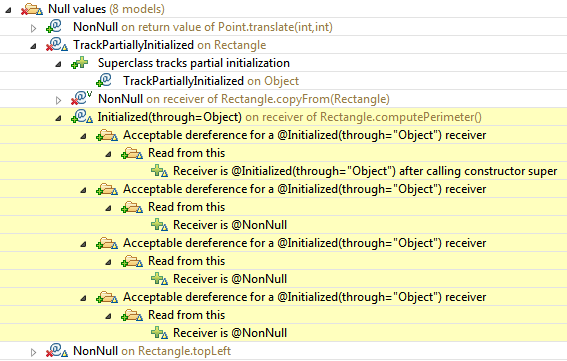 Null values (8 models)
NonNull on return value of Point.translate(int,int)
TrackPartiallyInitialized on Rectangle
Superclass tracks partial initialization
TrackPartiallyInitialized on Object
NonNull on receiver of Rectangle.copyFrom(Rectangle)
Initialized(through=Object) on receiver of Rectangle.computePerimeter()
Acceptable dereference for a @Initialized(through="Object") receiver
Read from this
Receiver is @Initialized(through="Object") after calling constructor super
Acceptable dereference for a @Initialized(through="Object") receiver
Read from this
Receiver is @NonNull
Acceptable dereference for a @Initialized(through="Object") receiver
Read from this
Receiver is @NonNull
Acceptable dereference for a @Initialized(through="Object") receiver
Read from this
Receiver is @NonNull
NonNull on Rectangle.topLeft